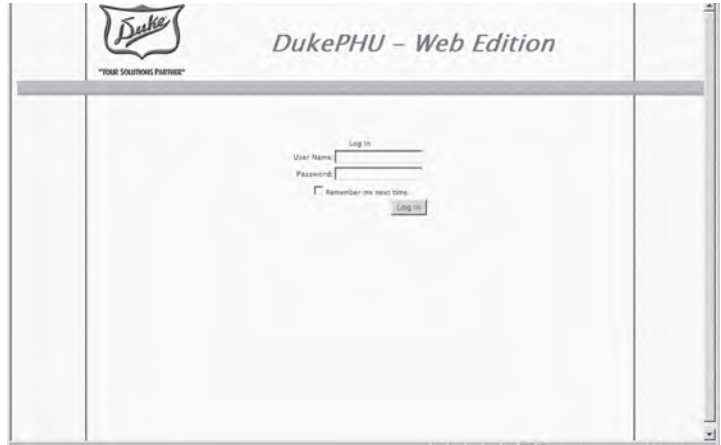 Duke
DukePHU – Web Edition
"YOUR SOLUTIONS PARTNER"
Log In
User Name:
Password:
Remember me next time.
Log In